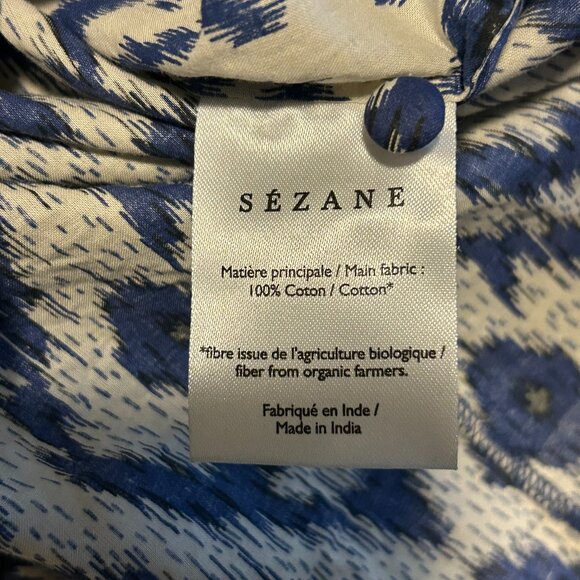 SÉZANE
Matière principale / Main fabric :
100% Coton / Cotton*
*fibre issue de l'agriculture biologique /
fiber from organic farmers.
Fabriqué en Inde /
Made in India